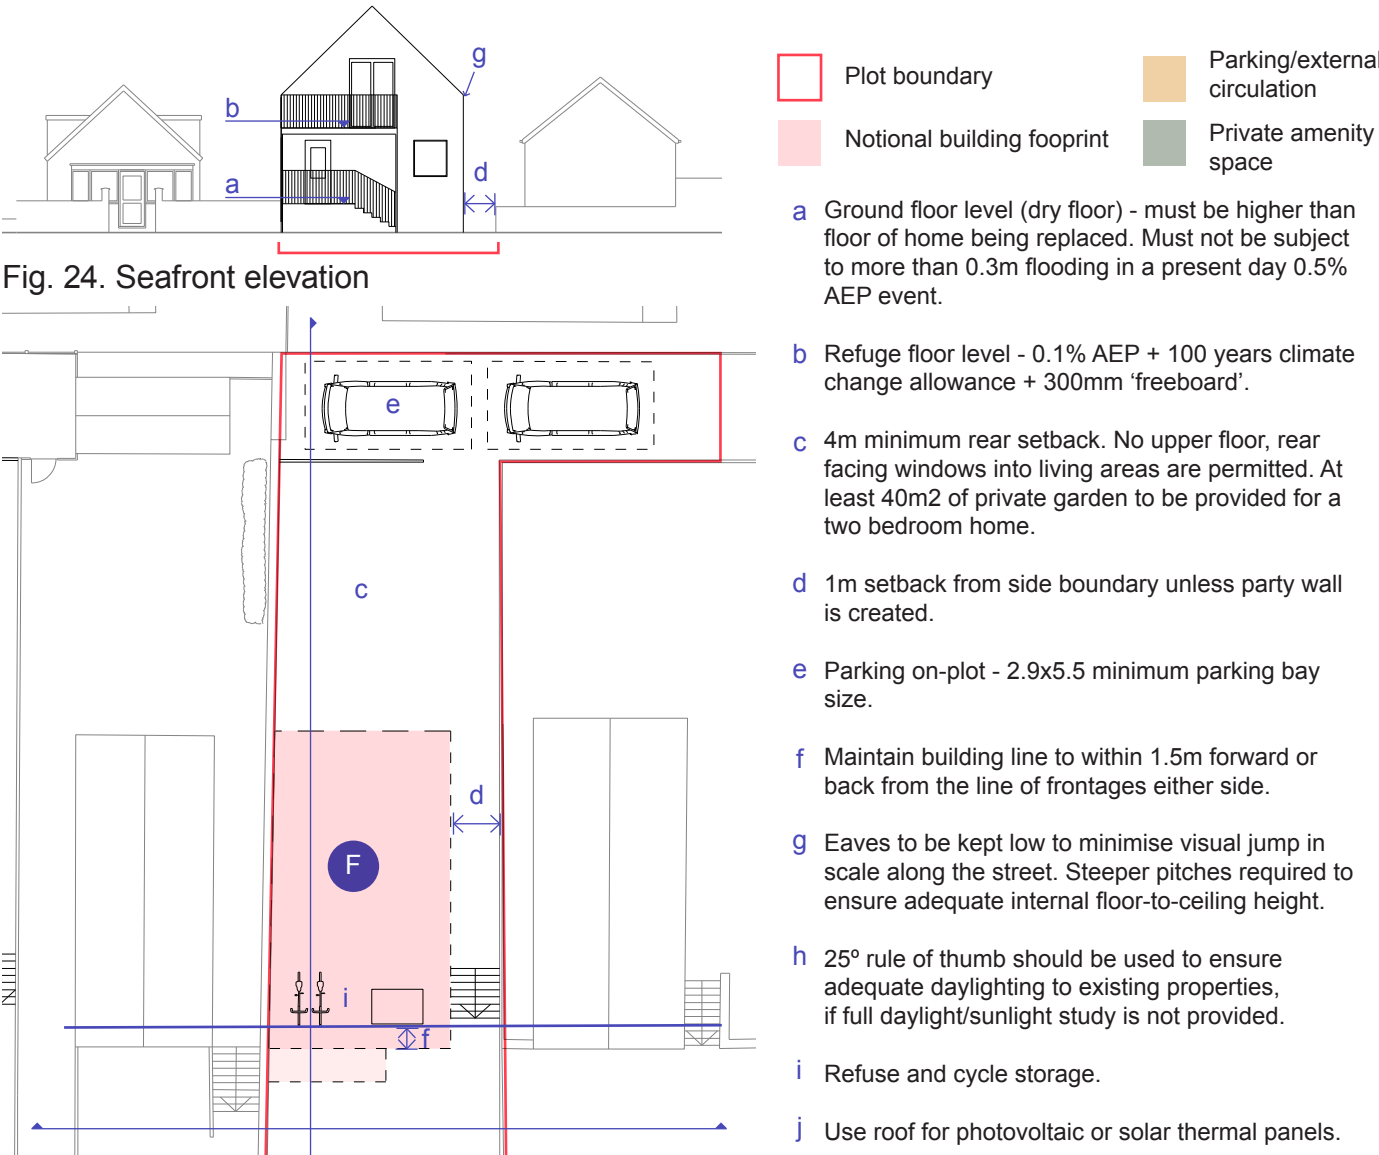 g
b
d
a
Fig. 24. Seafront elevation
e
c
d
F
i
f
Plot boundary
Notional building fooprint
Parking/external
circulation
Private amenity
space
a Ground floor level (dry floor) - must be higher than
floor of home being replaced. Must not be subject
to more than 0.3m flooding in a present day 0.5%
AEP event.
b Refuge floor level - 0.1% AEP + 100 years climate
change allowance + 300mm ‘freeboard’.
c 4m minimum rear setback. No upper floor, rear
facing windows into living areas are permitted. At
least 40m2 of private garden to be provided for a
two bedroom home.
d 1m setback from side boundary unless party wall
is created.
e Parking on-plot - 2.9x5.5 minimum parking bay
size.
f Maintain building line to within 1.5m forward or
back from the line of frontages either side.
g Eaves to be kept low to minimise visual jump in
scale along the street. Steeper pitches required to
ensure adequate internal floor-to-ceiling height.
h 25º rule of thumb should be used to ensure
adequate daylighting to existing properties,
if full daylight/sunlight study is not provided.
i Refuse and cycle storage.
j Use roof for photovoltaic or solar thermal panels.